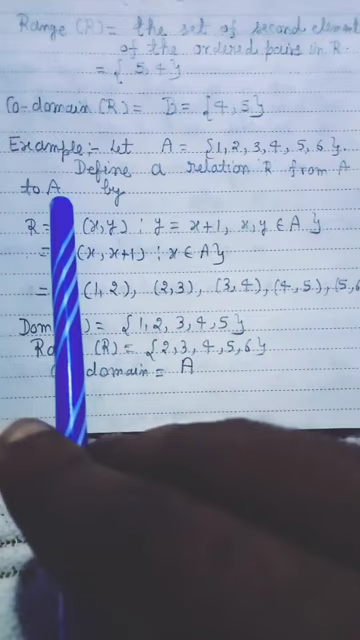 Range (R) = the set of second element
of the ordered pairs in R.
= {5,4}
Co-domain (R) = B = {4,5}
Example:- Let A = {1,2,3,4,5,6}.
Define a relation R from A
to A by
R = (x,y) : y = x+1, x,y ∈ A}
= (x, x+1) : x ∈ A}
= (1,2), (2,3), (3,4), (4,5), (5,6
Dom ) = {1,2,3,4,5}
Ra (R) = {2,3,4,5,6}
domain = A